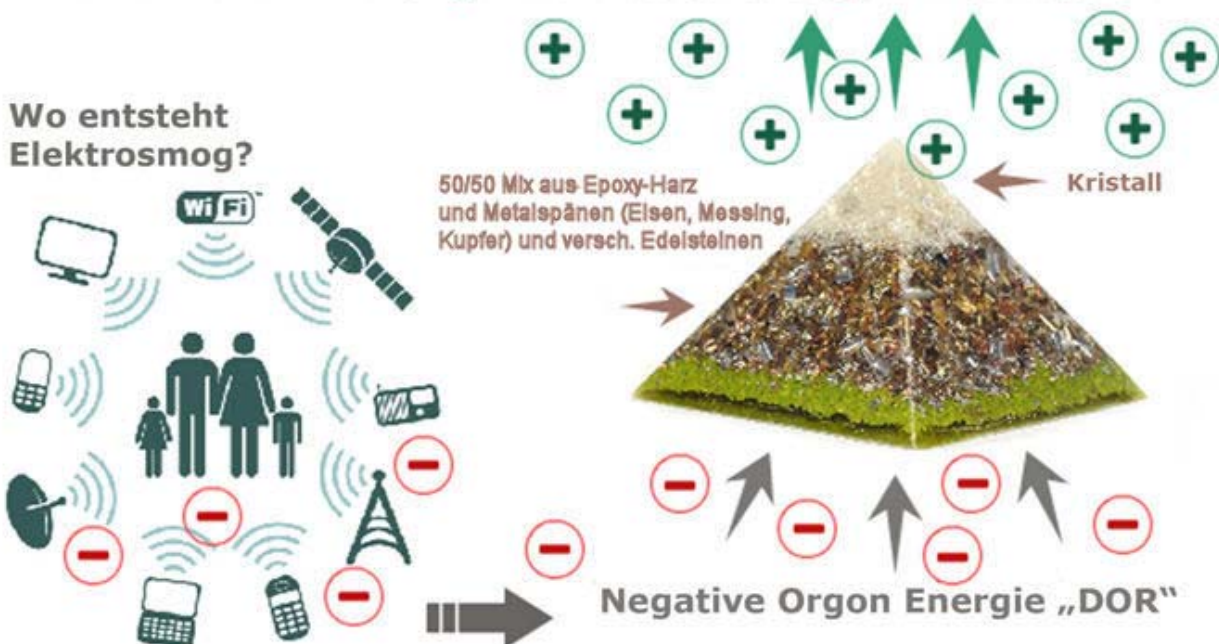 Wo entsteht
Elektrosmog?
WiFi™
50/50 Mix aus Epoxy-Harz
und Metalspänen (Eisen, Messing,
Kupfer) und versch. Edelsteinen
Kristall
Negative Orgon Energie „DOR“